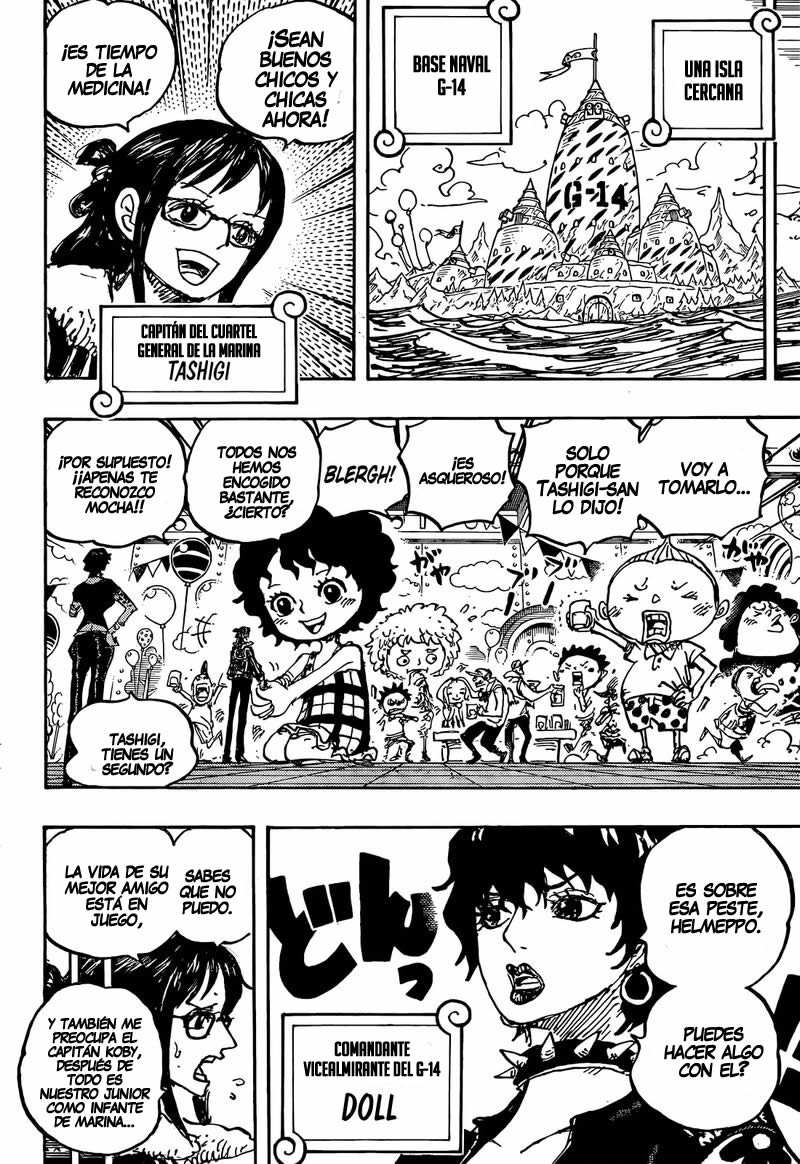 UNA ISLA
CERCANA
BASE NAVAL
G-14
G-14
¡SEAN
BUENOS
CHICOS Y
CHICAS
AHORA!
¡ES TIEMPO
DE LA
MEDICINA!
CAPITÁN DEL CUARTEL
GENERAL DE LA MARINA
TASHIGI
VOY A
TOMARLO...
SOLO
PORQUE
TASHIGI-SAN
LO DIJO!
¡ES
ASQUEROSO!
BLERGH!
TODOS NOS
HEMOS
ENCOGIDO
BASTANTE,
¿CIERTO?
¡POR SUPUESTO!
¡¡APENAS TE
RECONOZCO
MOCHA!!
がや
がや
TASHIGI,
TIENES UN
SEGUNDO?
ES SOBRE
ESA PESTE,
HELMEPPO.
PUEDES
HACER ALGO
CON EL?
どんっ
COMANDANTE
VICEALMIRANTE DEL G-14
DOLL
SABES
QUE NO
PUEDO.
LA VIDA DE SU
MEJOR AMIGO
ESTÁ EN
JUEGO,
Y TAMBIÉN ME
PREOCUPA EL
CAPITÁN KOBY,
DESPUÉS DE
TODO ES
NUESTRO JUNIOR
COMO INFANTE
DE MARINA...